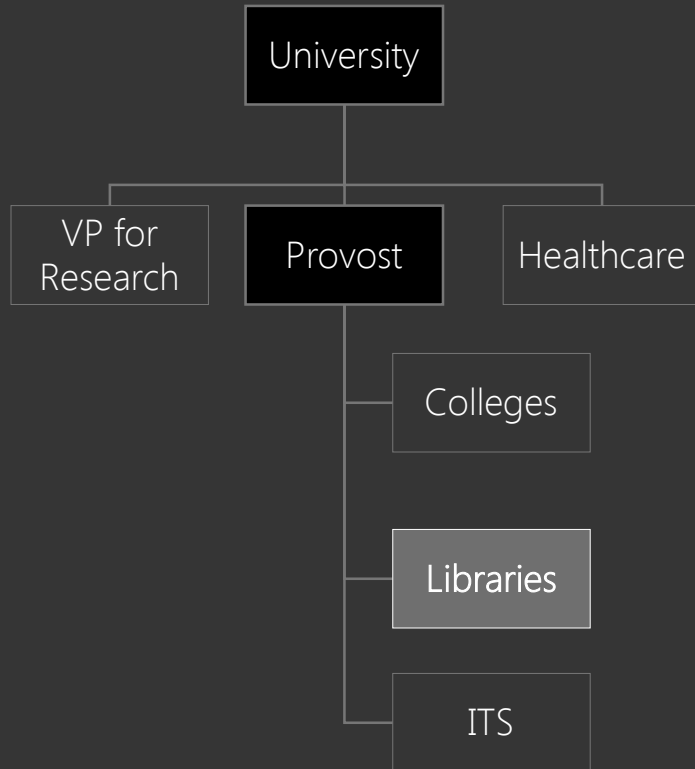 University
VP for
Research
Provost
Healthcare
Colleges
Libraries
ITS